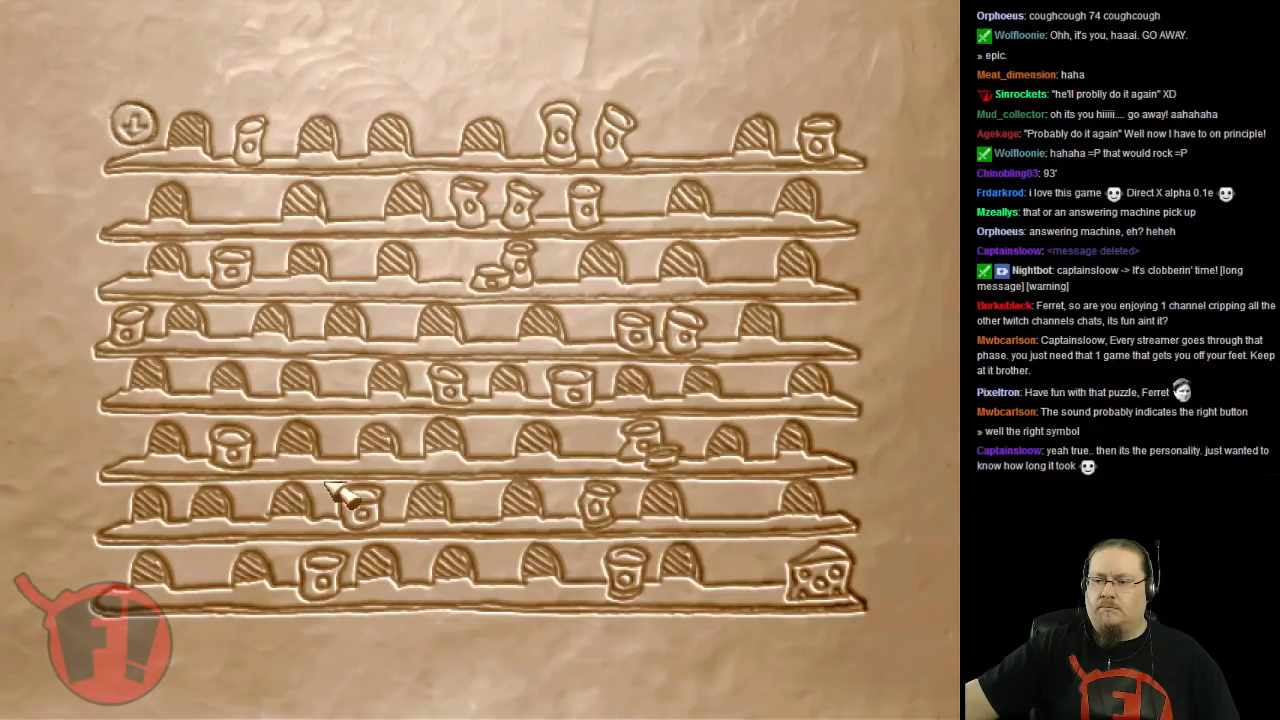 Orphoeus: coughcough 74 coughcough
Wolfloonie: Ohh, it's you, haaai. GO AWAY.
» epic.
Meat_dimension: haha
Sinrockets: "he'll problly do it again" XD
Mud_collector: oh its you hiiiii.... go away! aahahaha
Agekage: "Probably do it again" Well now I have to on principle!
Wolfloonie: hahaha =P that would rock =P
Chinobling03: 93'
Frdarkrod: i love this game Direct X alpha 0.1e
Mzeallys: that or an answering machine pick up
Orphoeus: answering machine, eh? heheh
Captainsloow: <message deleted>
Nightbot: captainsloow -> It's clobberin' time! [long
message] [warning]
Burkeblack: Ferret, so are you enjoying 1 channel cripping all the
other twitch channels chats, its fun aint it?
Mwbcarlson: Captainsloow, Every streamer goes through that
phase. you just need that 1 game that gets you off your feet. Keep
at it brother.
Pixeltron: Have fun with that puzzle, Ferret
Mwbcarlson: The sound probably indicates the right button
» well the right symbol
Captainsloow: yeah true.. then its the personality. just wanted to
know how long it took
F!
F!